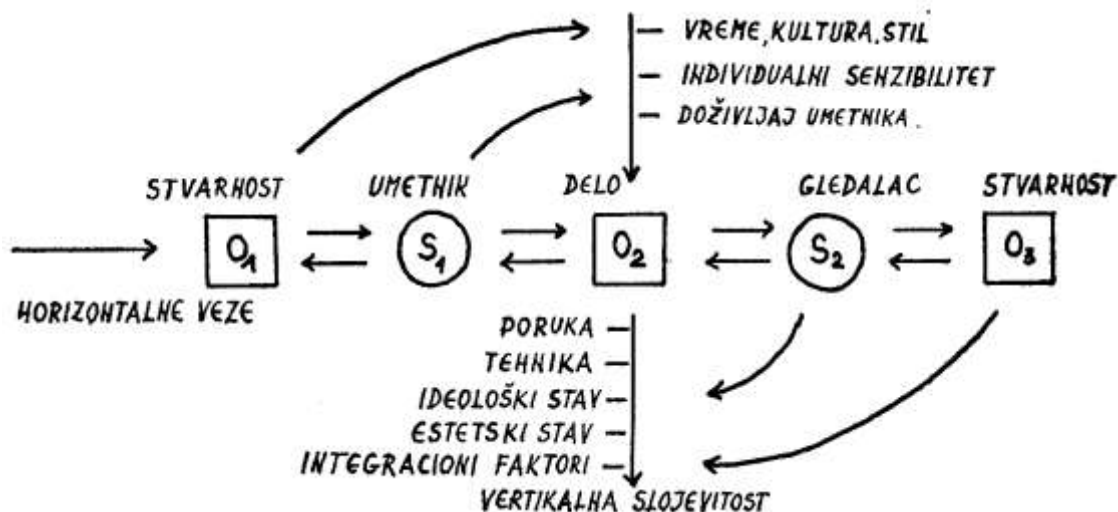 VREME, KULTURA. STIL
INDIVIDUALNI SENZIBILITET
DOŽIVLJAJ UMETNIKA.
STVARNOST UMETNIK DELO GLEDALAC STVARNOST
O1 S1 O2 S2 O3
HORIZONTALNE VEZE
PORUKA
TEHNIKA
IDEOLOŠKI STAV
ESTETSKI STAV
INTEGRACIONI FAKTORI
VERTIKALNA SLOJEVITOST